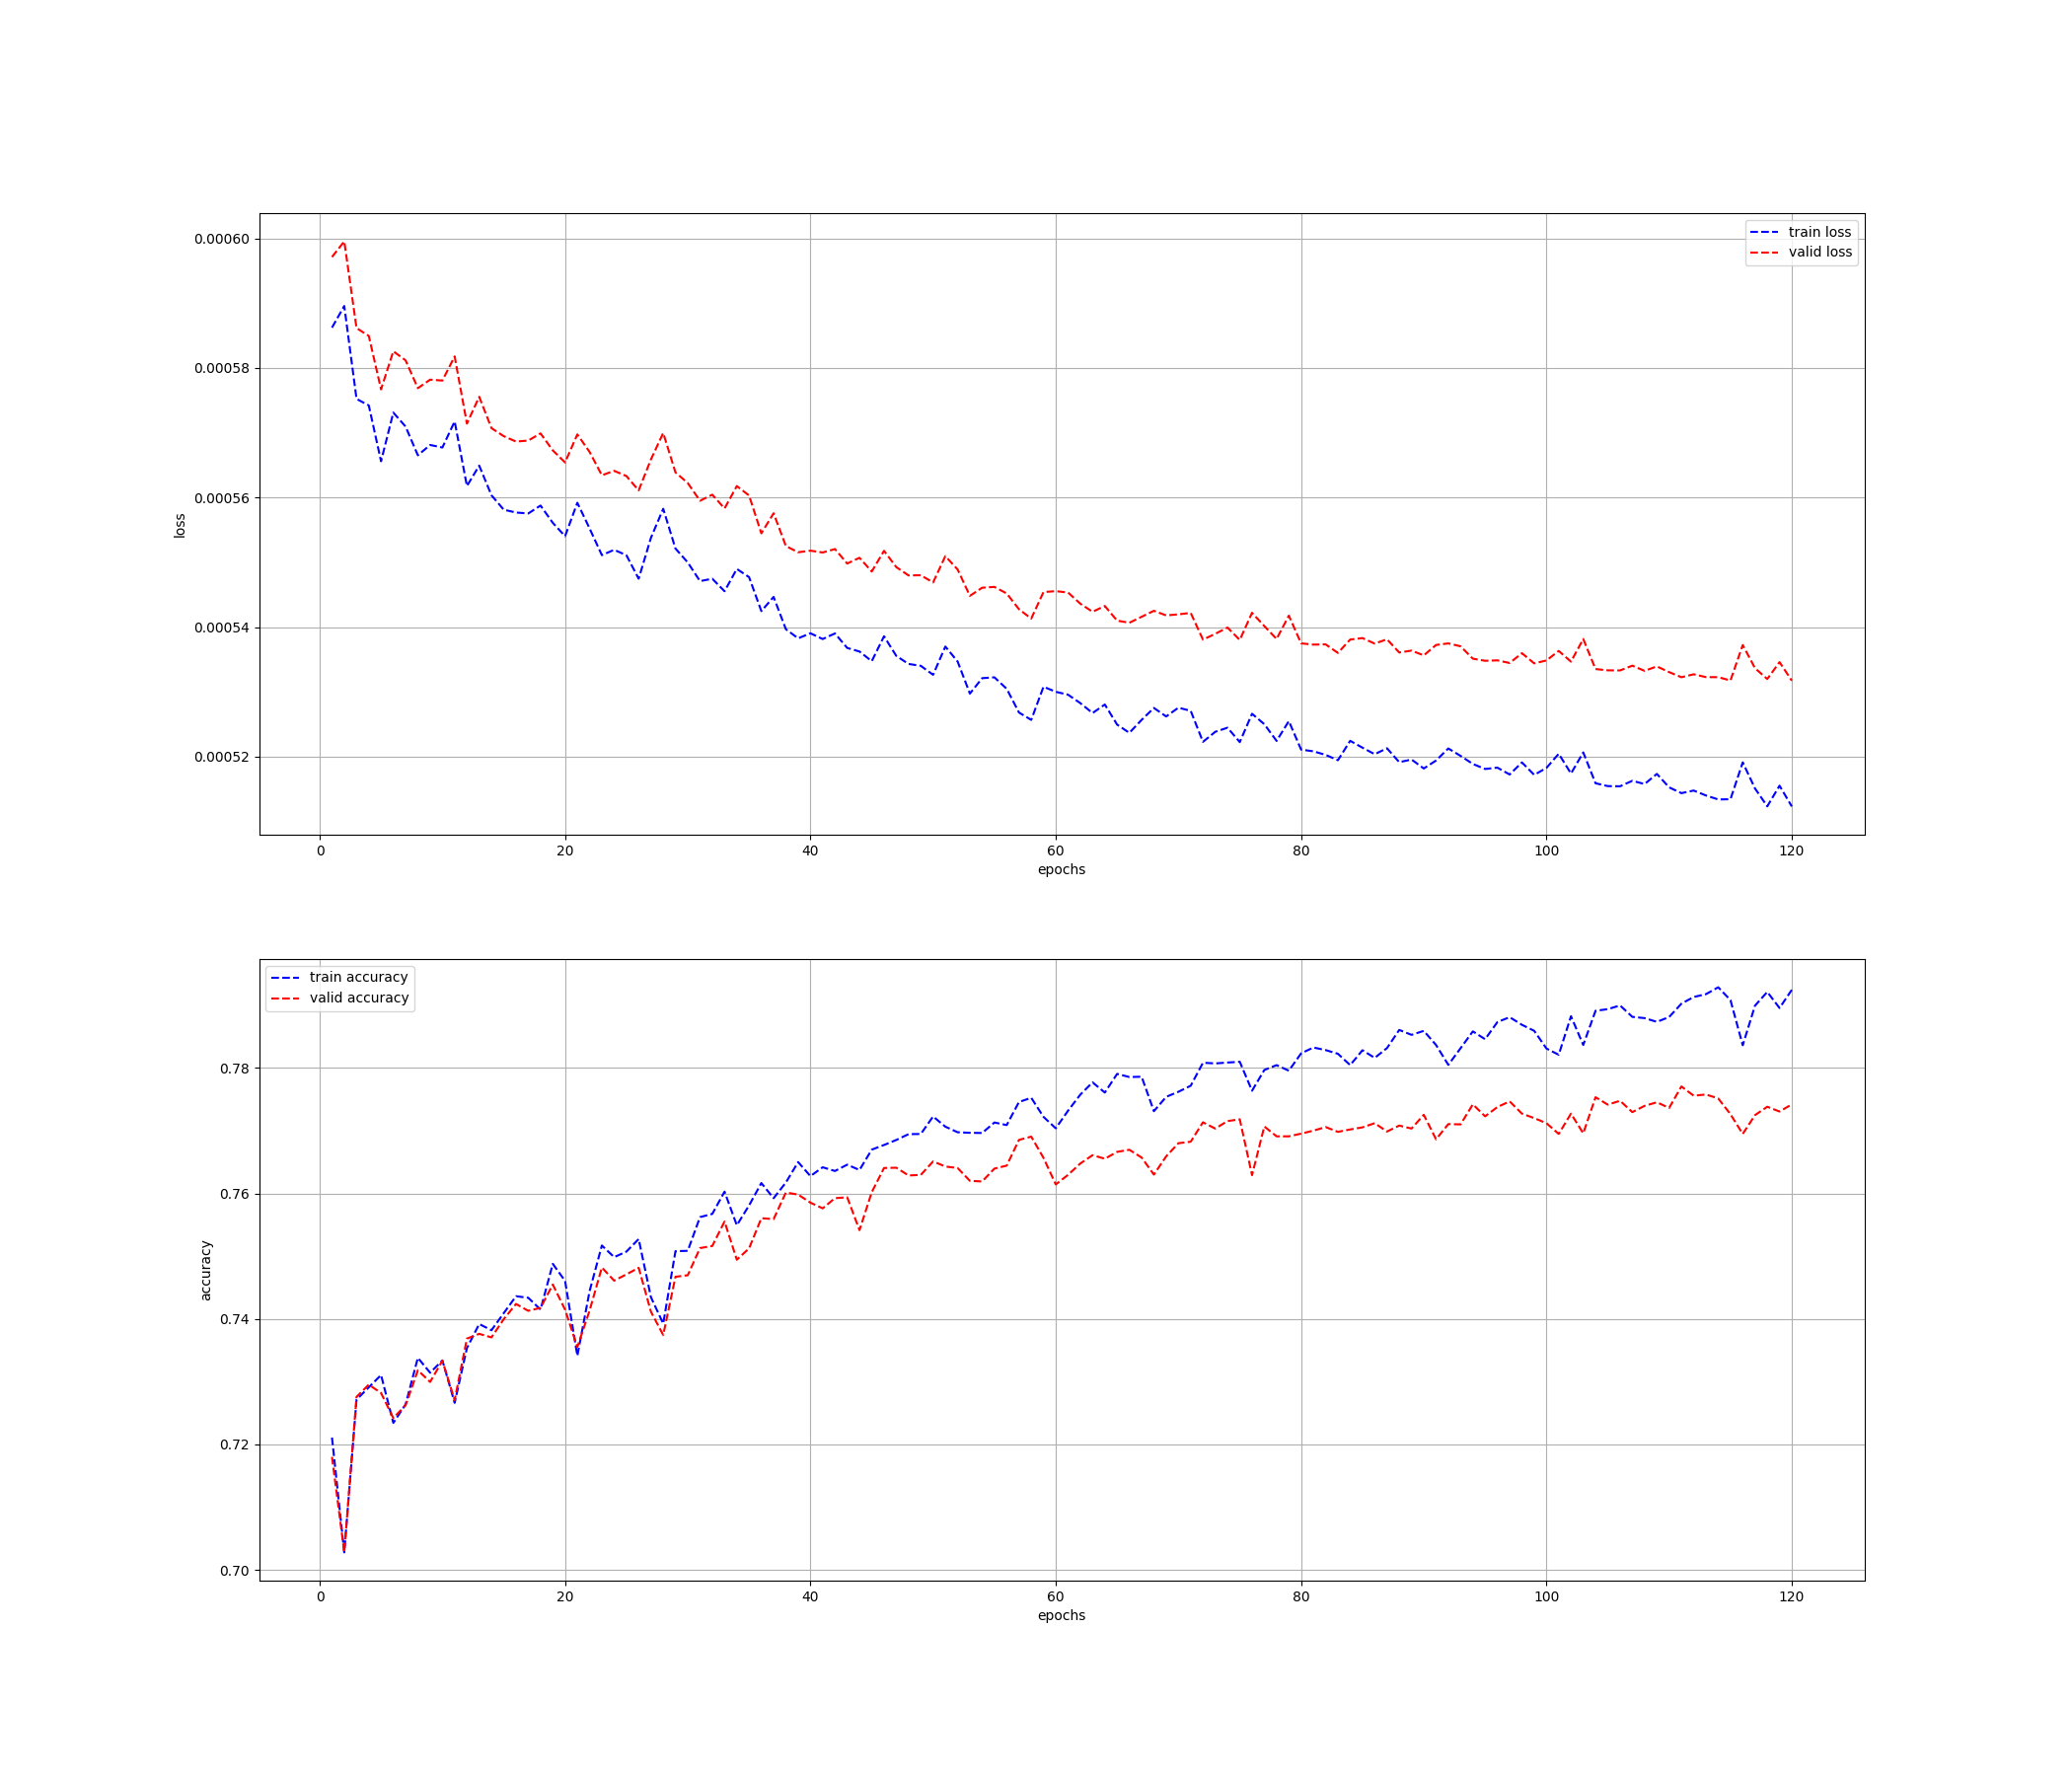 train loss
valid loss
0.00060
0.00058
0.00056
0.00054
0.00052
loss
0 20 40 60 80 100 120
epochs
train accuracy
valid accuracy
0.78
0.76
0.74
0.72
0.70
accuracy
0 20 40 60 80 100 120
epochs